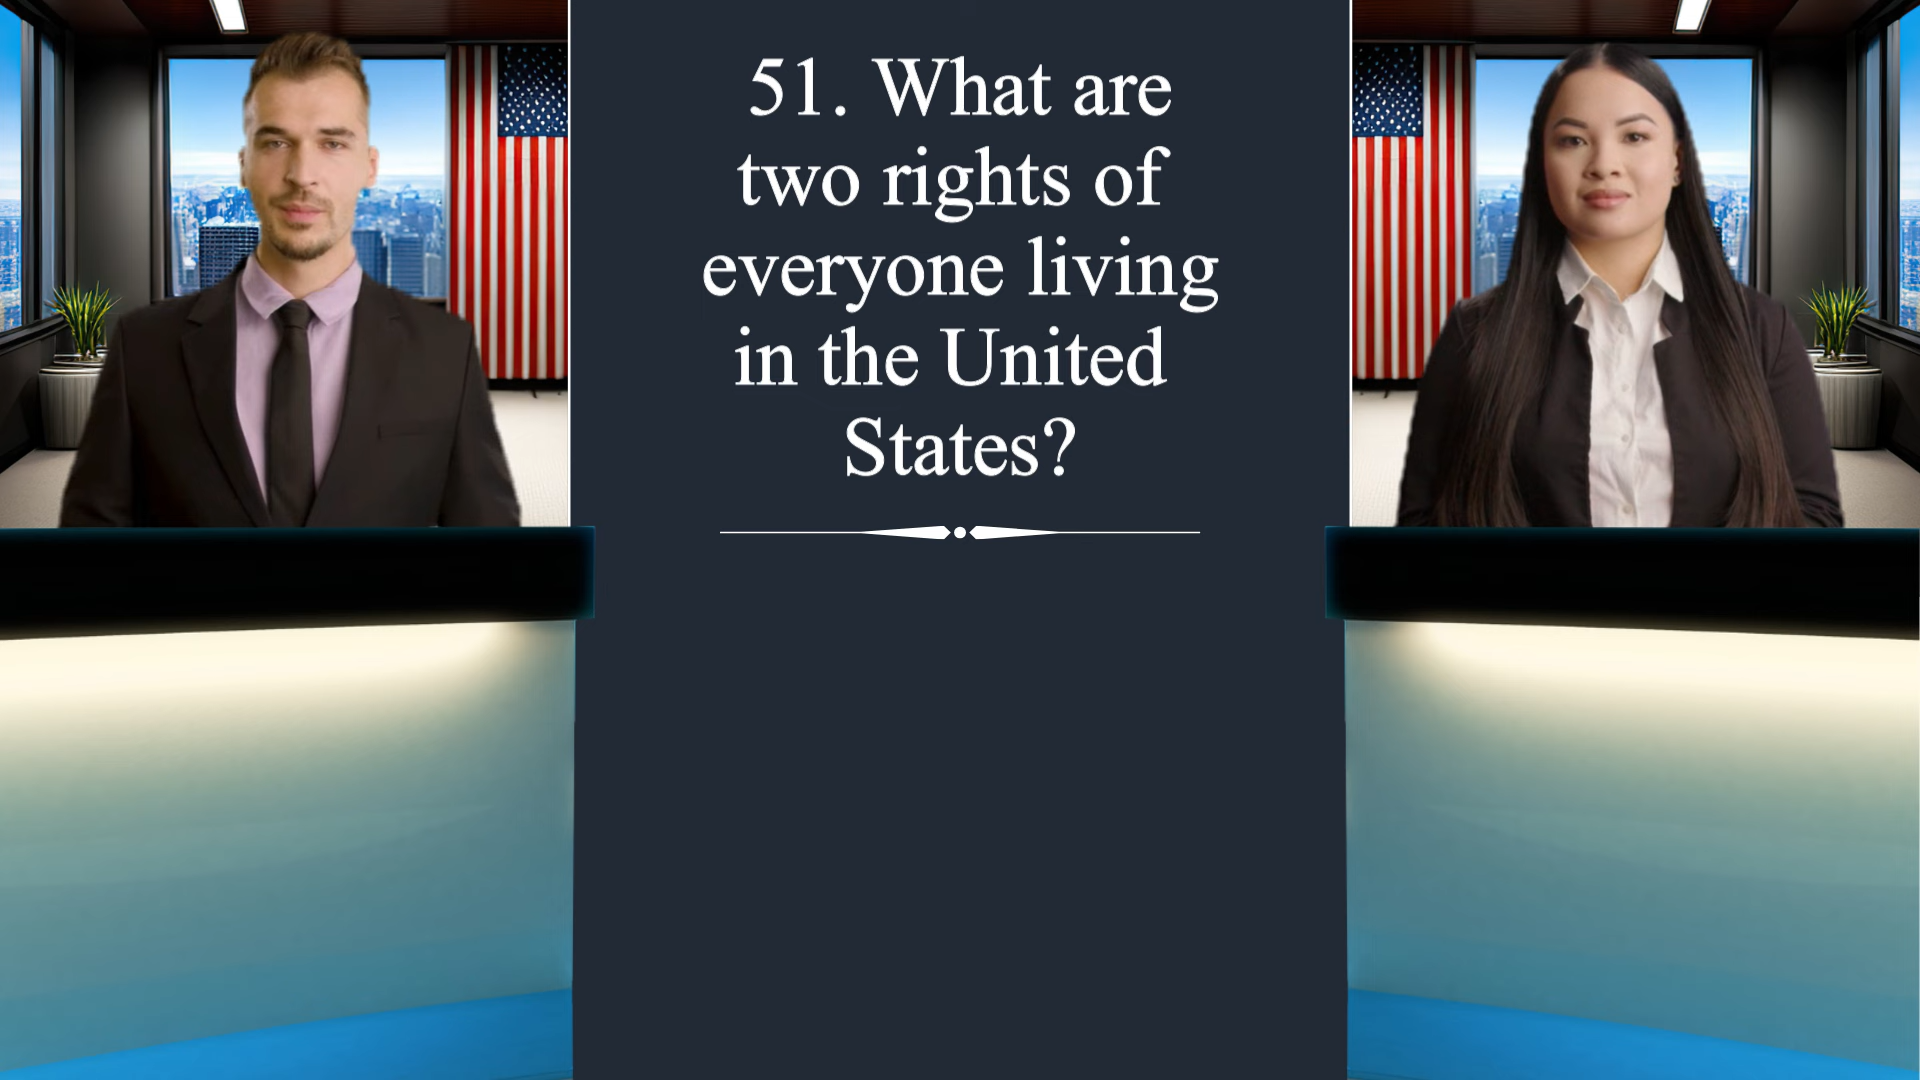 51. What are
two rights of
everyone living
in the United
States?